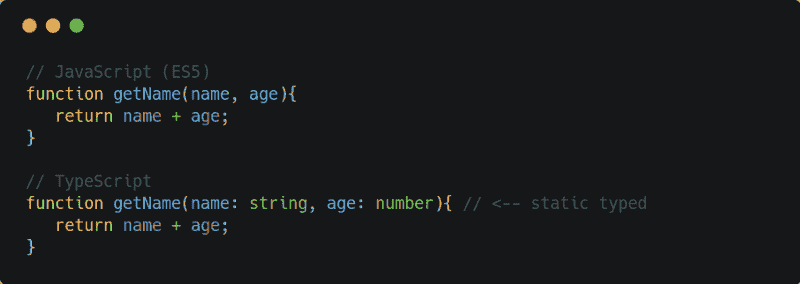 // JavaScript (ES5)
function getName(name, age){
   return name + age;
}

// TypeScript
function getName(name: string, age: number){ // <-- static typed
   return name + age;
}